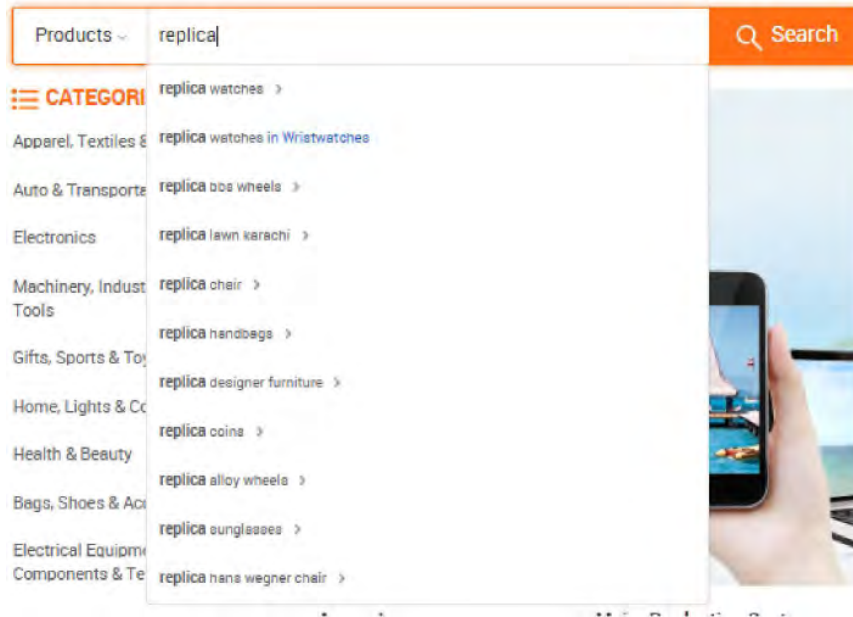 Products
replica
Search
CATEGORI
Apparel, Textiles &
Auto & Transporta
Electronics
Machinery, Indust
Tools
Gifts, Sports & Toy
Home, Lights & Co
Health & Beauty
Bags, Shoes & Acc
Electrical Equipme
Components & Te
replica watches >
replica watches in Wristwatches
replica bbs wheels >
replica lawn karachi >
replica chair >
replica handbags >
replica designer furniture >
replica coins >
replica alloy wheels >
replica sunglasses >
replica hans wegner chair >